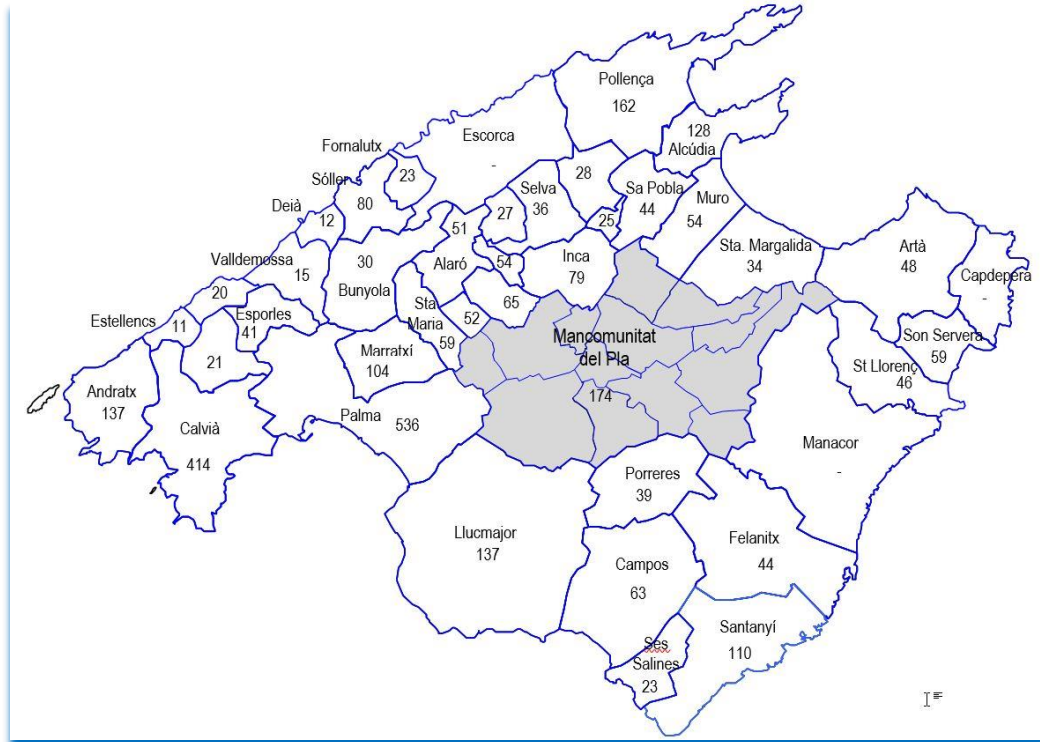 Pollença
162
128
Alcúdia
Escorca
-
Fornalutx
23
Sóller
80
Deià
12
28
Selva
36
27
Sa Pobla
44
25
Muro
54
51
Alaró
54
Inca
79
Sta. Margalida
34
Artà
48
Capdepera
-
Valldemossa
15
30
Bunyola
20
Esporles
41
Estellencs
11
21
Sta
Maria
59
52
65
Marratxí
104
Mancomunitat
del Pla
174
Son Servera
59
St Llorenç
46
Andratx
137
Calvià
414
Palma
536
Manacor
-
Porreres
39
Llucmajor
137
Campos
63
Felanitx
44
Ses
Salines
23
Santanyí
110